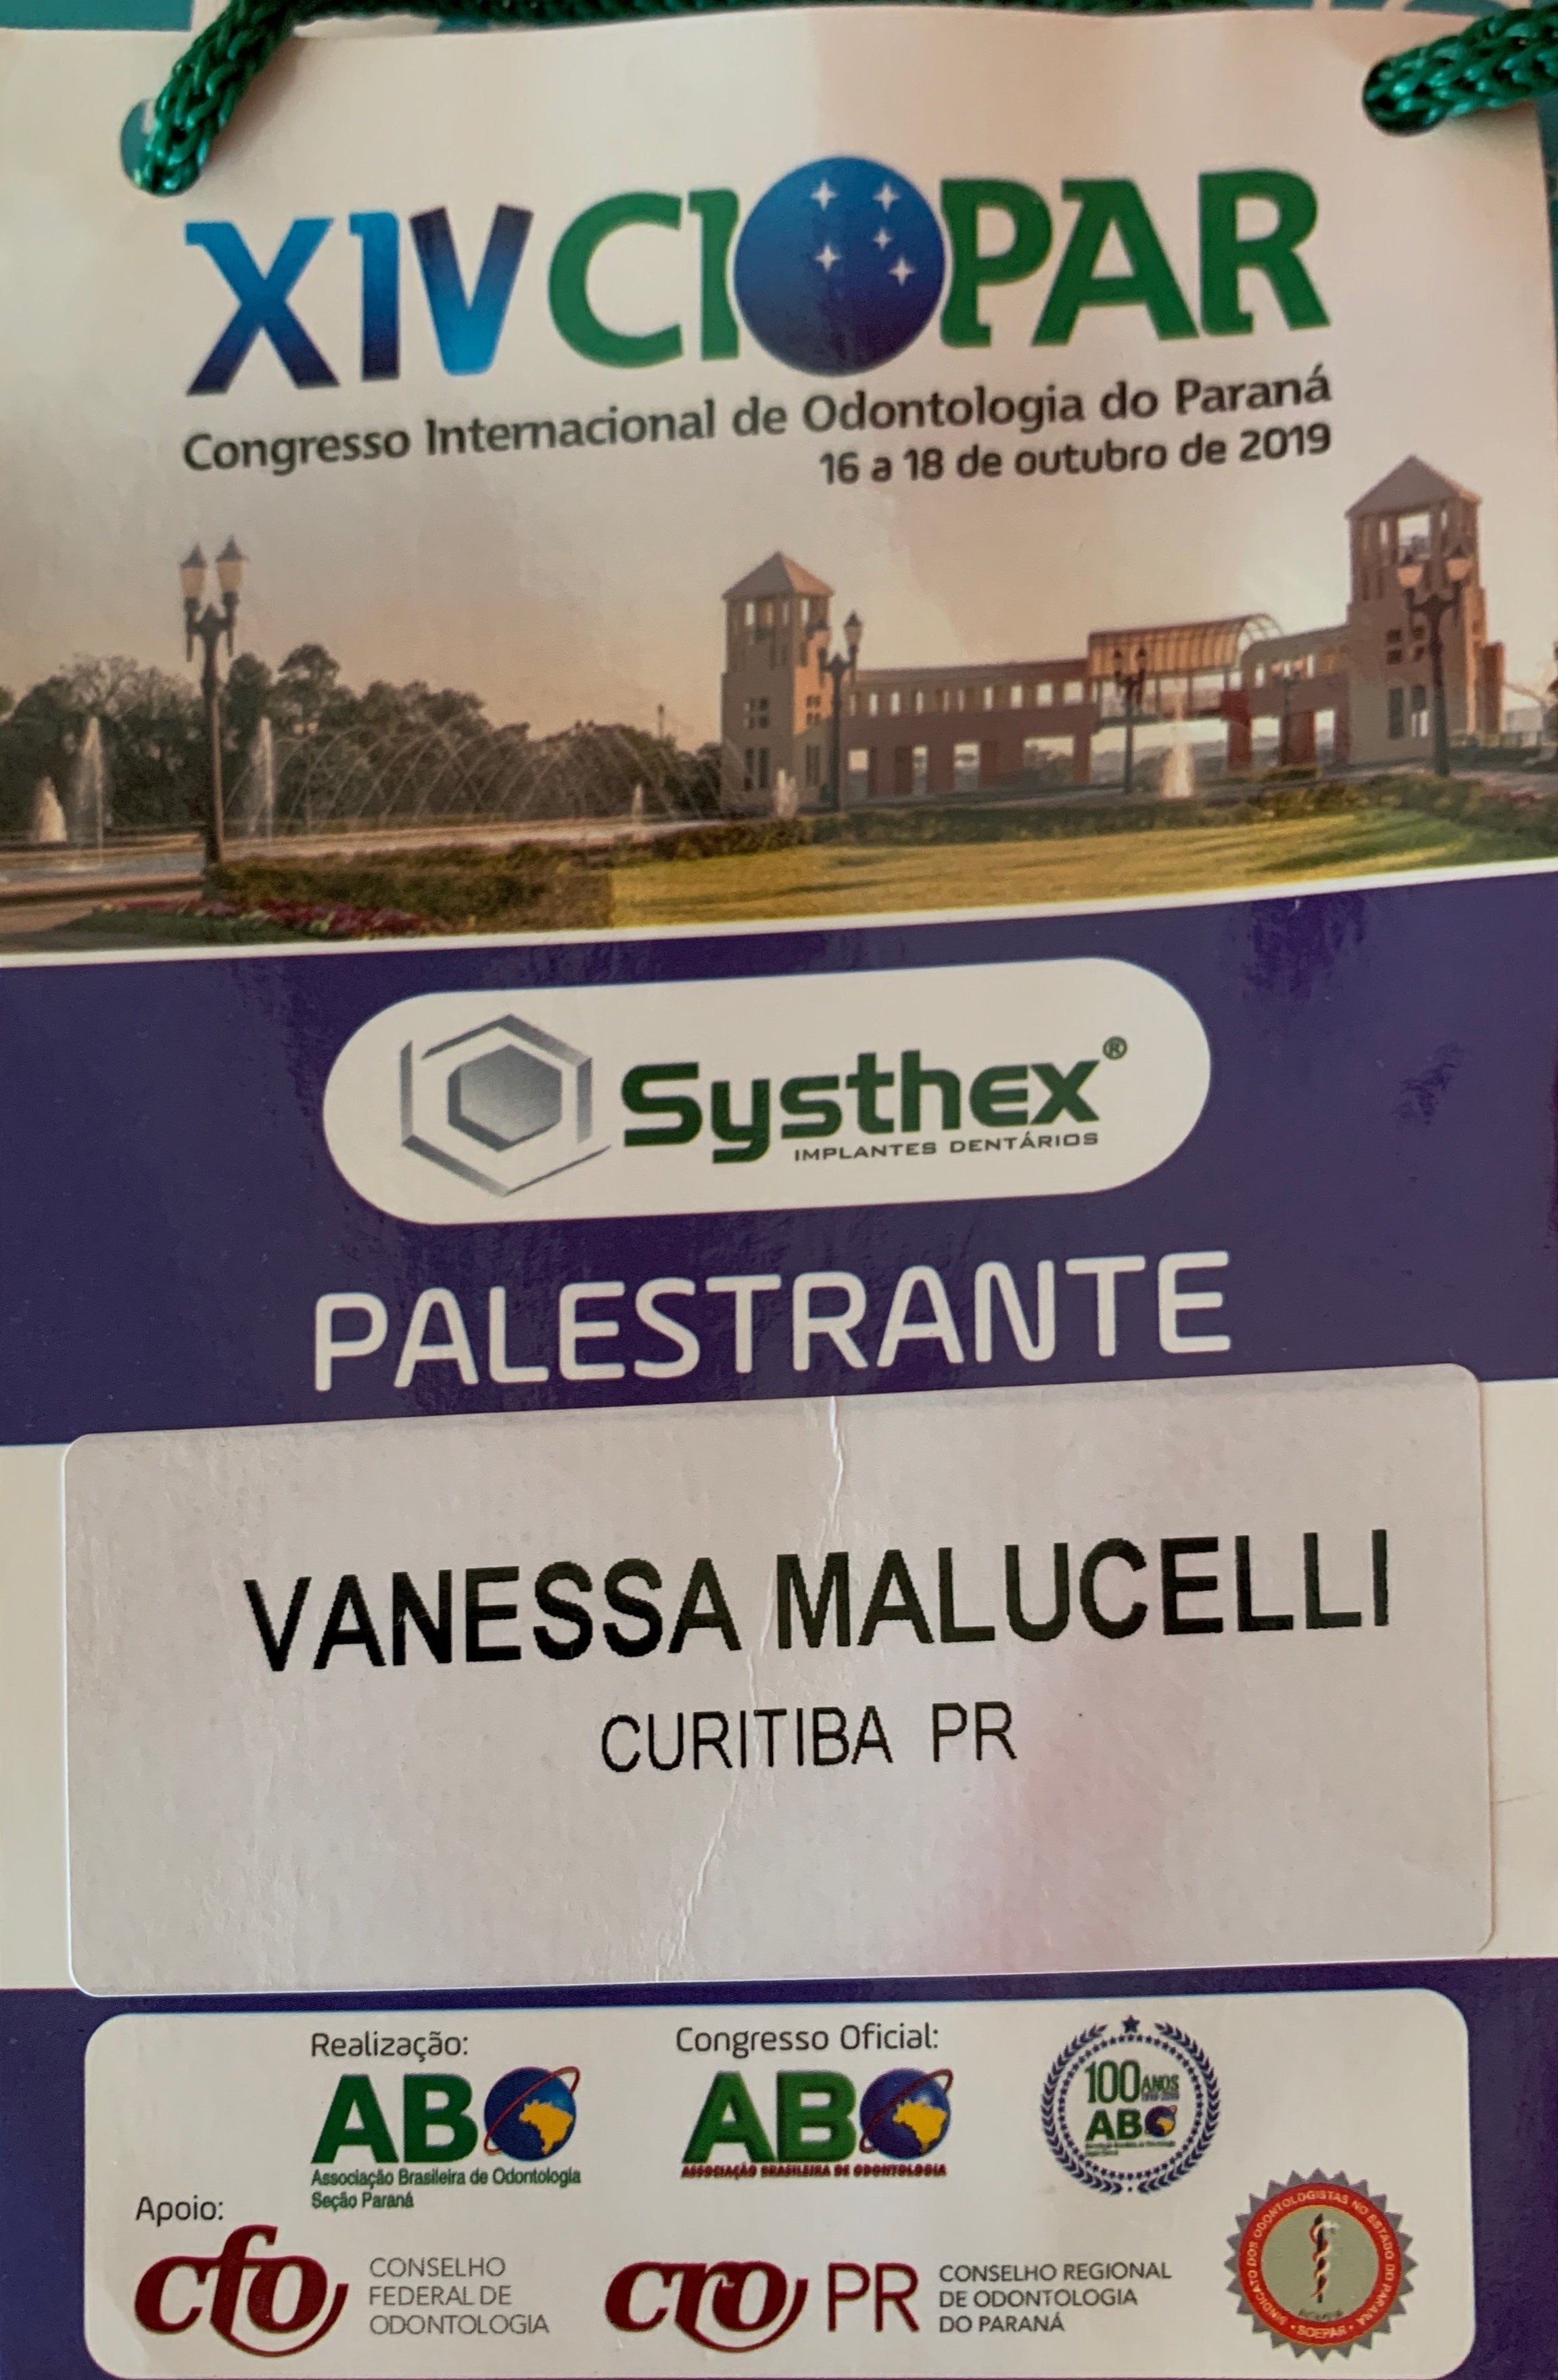 XIV CIOPAR
Congresso Internacional de Odontologia do Paraná
16 a 18 de outubro de 2019
Systhex®
IMPLANTES DENTÁRIOS
PALESTRANTE
VANESSA MALUCELLI
CURITIBA PR
Realização:
ABO
Associação Brasileira de Odontologia
Seção Paraná
Congresso Oficial:
ABO
ASSOCIAÇÃO BRASILEIRA DE ODONTOLOGIA
100 ANOS
ABO
Apoio:
cfo
CONSELHO
FEDERAL DE
ODONTOLOGIA
cro PR
CONSELHO REGIONAL
DE ODONTOLOGIA
DO PARANÁ
SINDICATO DOS ODONTOLOGISTAS NO ESTADO DO PARANÁ
SOEPAR